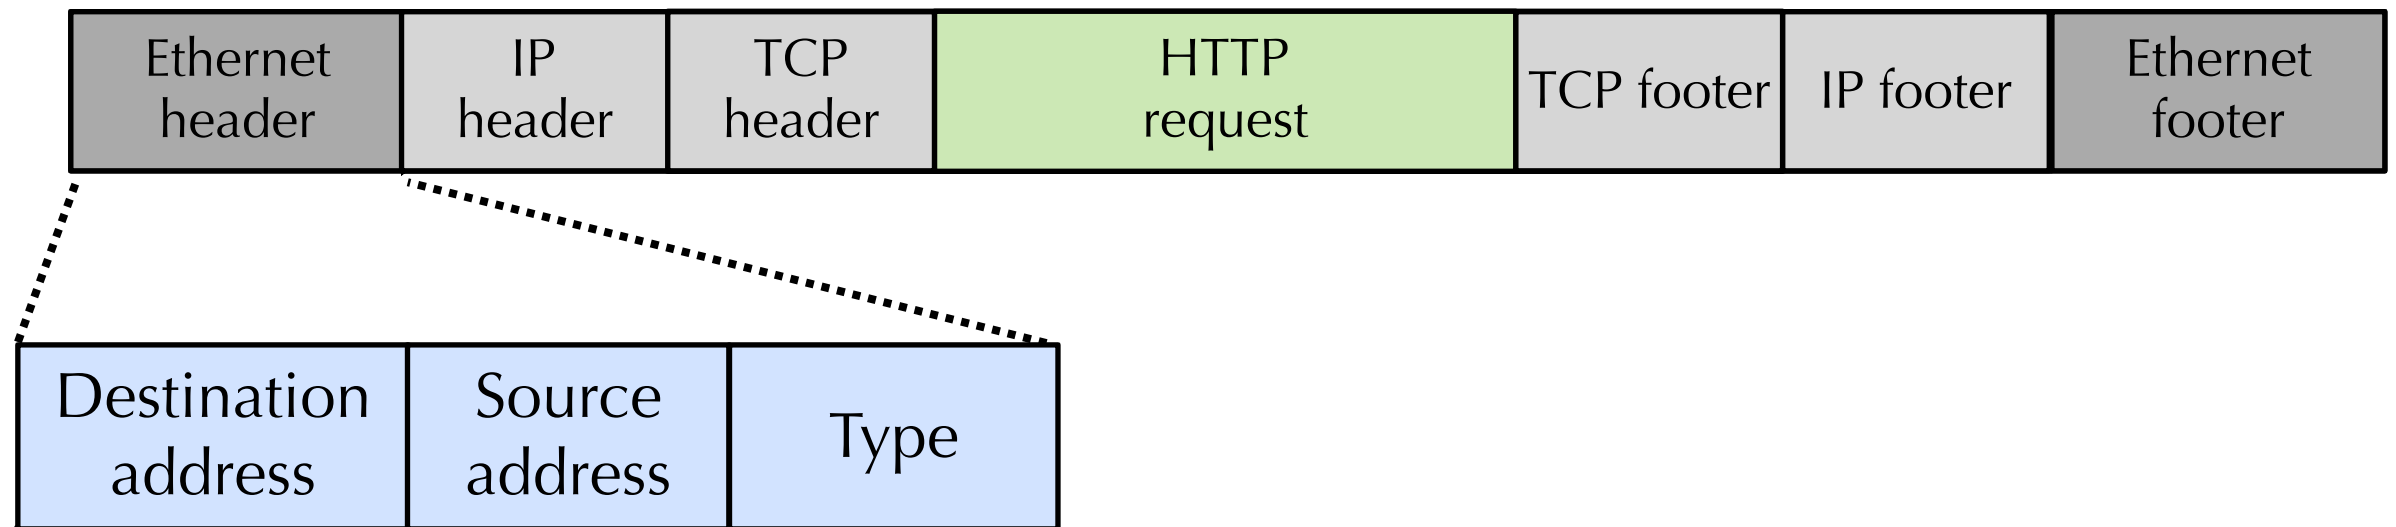 Ethernet
header
IP
header
TCP
header
HTTP
request
TCP footer
IP footer
Ethernet
footer
Destination
address
Source
address
Type